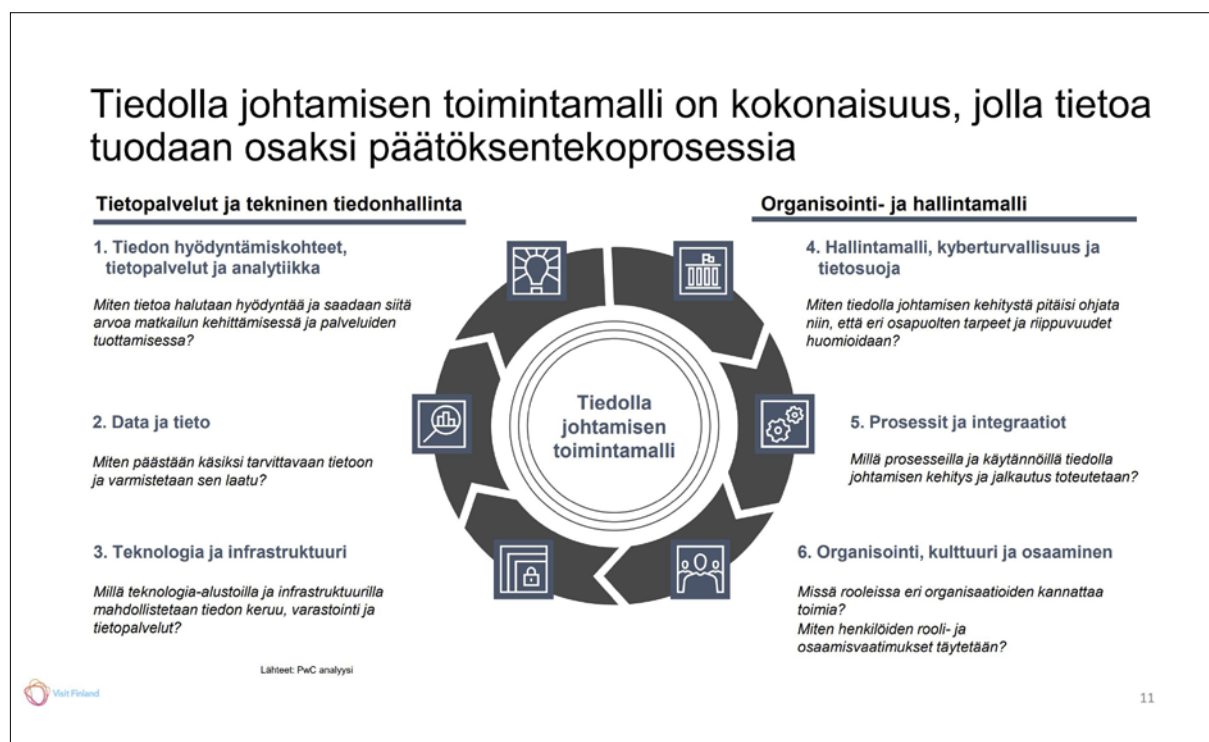 Tiedolla johtamisen toimintamalli on kokonaisuus, jolla tietoa
tuodaan osaksi päätöksentekoprosessia
Tietopalvelut ja tekninen tiedonhallinta
1. Tiedon hyödyntämiskohteet,
tietopalvelut ja analytiikka
Miten tietoa halutaan hyödyntää ja saadaan siitä
arvoa matkailun kehittämisessä ja palveluiden
tuottamisessa?
2. Data ja tieto
Miten päästään käsiksi tarvittavaan tietoon
ja varmistetaan sen laatu?
3. Teknologia ja infrastruktuuri
Millä teknologia-alustoilla ja infrastruktuurilla
mahdollistetaan tiedon keruu, varastointi ja
tietopalvelut?
Tiedolla
johtamisen
toimintamalli
Organisointi- ja hallintamalli
4. Hallintamalli, kyberturvallisuus ja
tietosuoja
Miten tiedolla johtamisen kehitystä pitäisi ohjata
niin, että eri osapuolten tarpeet ja riippuvuudet
huomioidaan?
5. Prosessit ja integraatiot
Millä prosesseilla ja käytännöillä tiedolla
johtamisen kehitys ja jalkautus toteutetaan?
6. Organisointi, kulttuuri ja osaaminen
Missä rooleissa eri organisaatioiden kannattaa
toimia?
Miten henkilöiden rooli- ja
osaamisvaatimukset täytetään?
Lähteet: PwC analyysi
Visit Finland
11